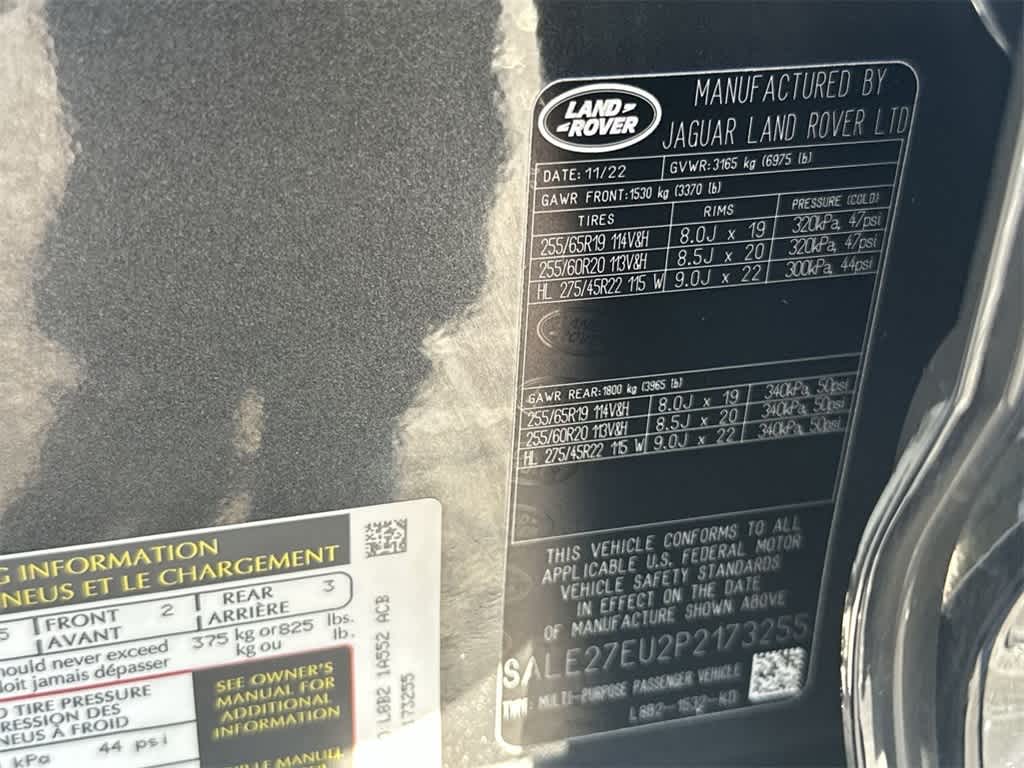 LAND ROVER
MANUFACTURED BY
JAGUAR LAND ROVER LTD
DATE: 11/22 GVWR: 3165 kg (6975 lb)
GAWR FRONT: 1530 kg (3370 lb)
TIRES RIMS PRESSURE (COLD)
255/65R19 114V&H 8.0J x 19 320kPa, 47psi
255/60R20 113V&H 8.5J x 20 320kPa, 47psi
HL 275/45R22 115 W 9.0J x 22 300kPa, 44psi
GAWR REAR: 1800 kg (3965 lb)
255/65R19 114V&H 8.0J x 19 340kPa, 50psi
255/60R20 113V&H 8.5J x 20 340kPa, 50psi
HL 275/45R22 115 W 9.0J x 22 340kPa, 50psi
THIS VEHICLE CONFORMS TO ALL
APPLICABLE U.S. FEDERAL MOTOR
VEHICLE SAFETY STANDARDS
IN EFFECT ON THE DATE
OF MANUFACTURE SHOWN ABOVE
SALE27EU2P2173255
TYPE: MULTI-PURPOSE PASSENGER VEHICLE
L8B2-1532-KD
G INFORMATION
NEUS ET LE CHARGEMENT
5 FRONT 2 REAR 3
AVANT ARRIÈRE
hould never exceed 375 kg or 825 lbs.
doit jamais dépasser kg ou lb.
TIRE PRESSURE
RESSION DES
NEUS À FROID
kPa 44 psi
SEE OWNER'S
MANUAL FOR
ADDITIONAL
INFORMATION
LE MANUEL
L8B2 1A552 ACB
173255